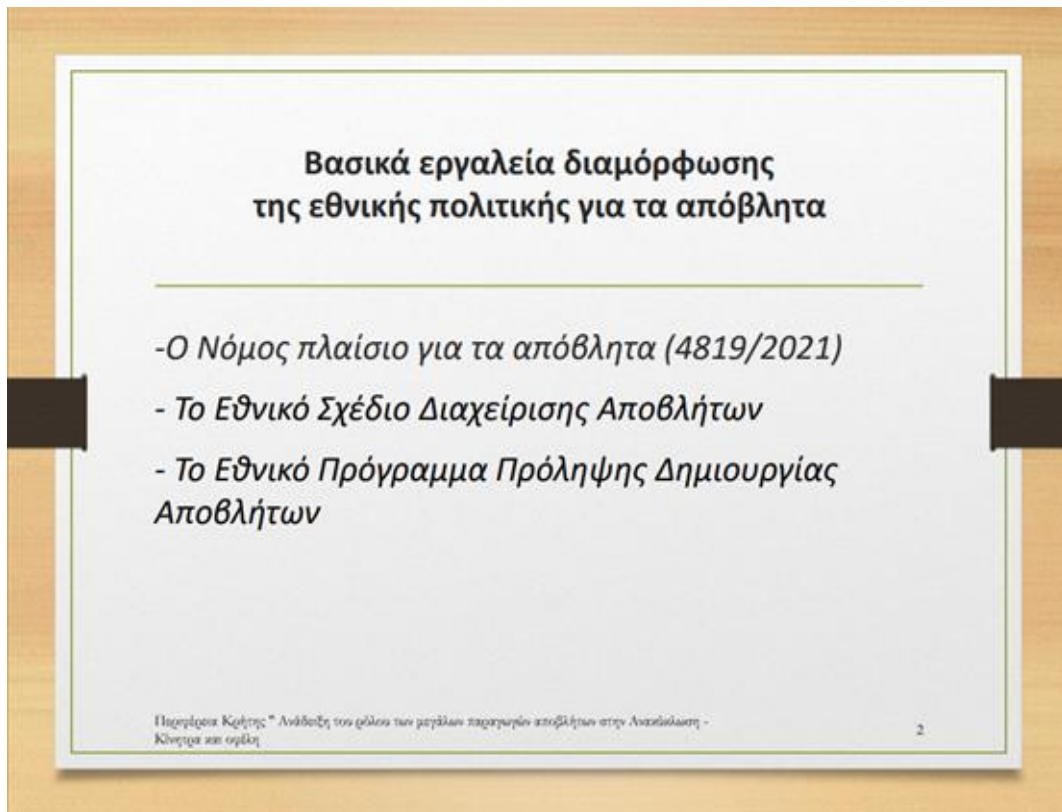 Βασικά εργαλεία διαμόρφωσης
της εθνικής πολιτικής για τα απόβλητα
-Ο Νόμος πλαίσιο για τα απόβλητα (4819/2021)
- Το Εθνικό Σχέδιο Διαχείρισης Αποβλήτων
- Το Εθνικό Πρόγραμμα Πρόληψης Δημιουργίας
Αποβλήτων
Περιφέρεια Κρήτης " Ανάδειξη του ρόλου των μεγάλων παραγωγών αποβλήτων στην Ανακύκλωση -
Κίνητρα και οφέλη
2